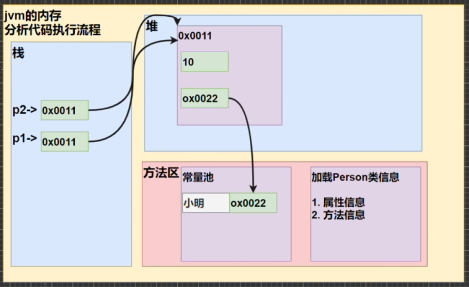 jvm的内存
分析代码执行流程
栈
p2->
0x0011
p1->
0x0011
堆
0x0011
10
ox0022
方法区
常量池
小明
ox0022
加载Person类信息
1. 属性信息
2. 方法信息